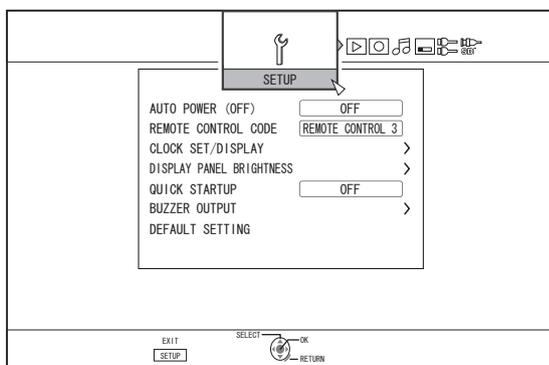 SETUP
AUTO POWER (OFF) OFF
REMOTE CONTROL CODE REMOTE CONTROL 3
CLOCK SET/DISPLAY
DISPLAY PANEL BRIGHTNESS
QUICK STARTUP OFF
BUZZER OUTPUT
DEFAULT SETTING
EXIT
SETUP
SELECT
OK
RETURN